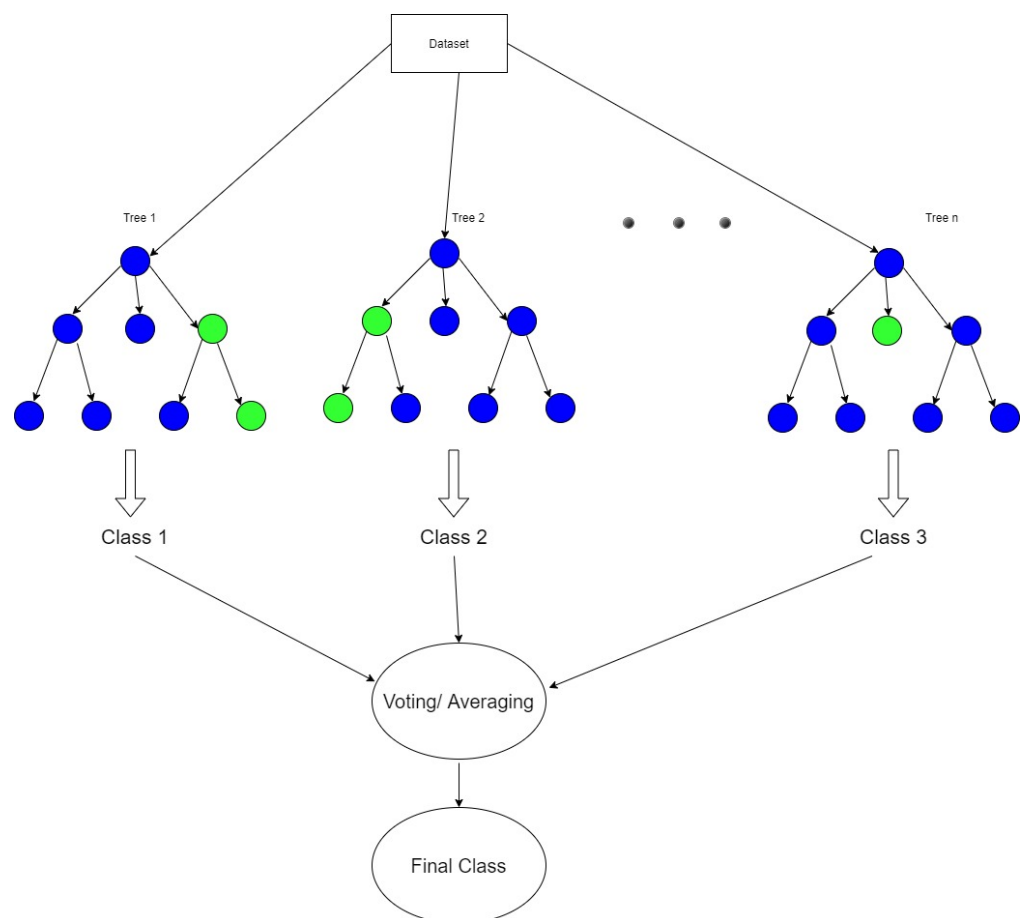 Dataset
Tree 1
Tree 2
Tree n
Class 1
Class 2
Class 3
Voting/ Averaging
Final Class